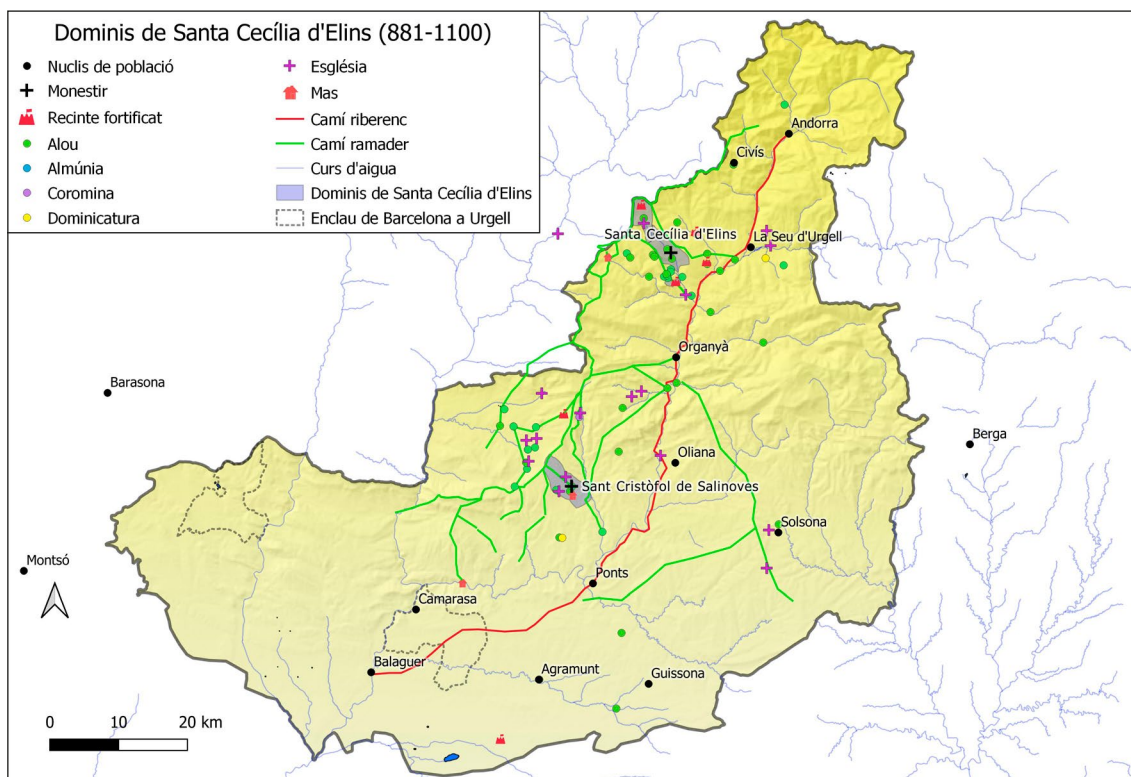 Dominis de Santa Cecília d'Elins (881-1100)
Nuclis de població
Monestir
Recinte fortificat
Alou
Almúnia
Coromina
Dominicatura
Església
Mas
Camí riberenc
Camí ramader
Curs d'aigua
Dominis de Santa Cecília d'Elins
Enclau de Barcelona a Urgell
Andorra
Civís
Santa Cecília d'Elins
La Seu d'Urgell
Organyà
Barasona
Berga
Oliana
Sant Cristòfol de Salinoves
Solsona
Montsó
Ponts
Camarasa
Balaguer
Agramunt
Guissona
0 10 20 km